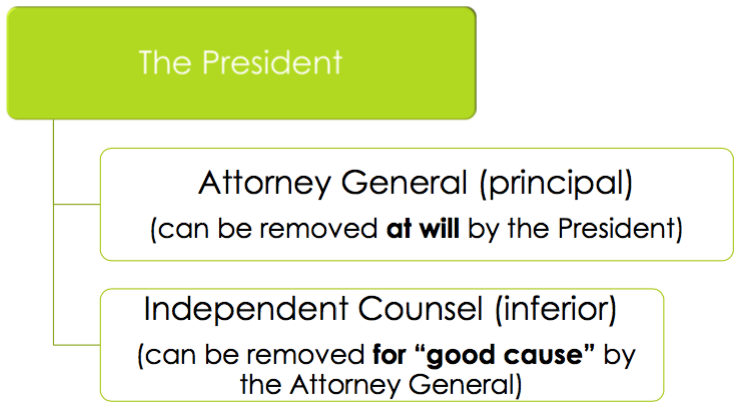 The President
Attorney General (principal)
(can be removed at will by the President)
Independent Counsel (inferior)
(can be removed for “good cause” by
the Attorney General)